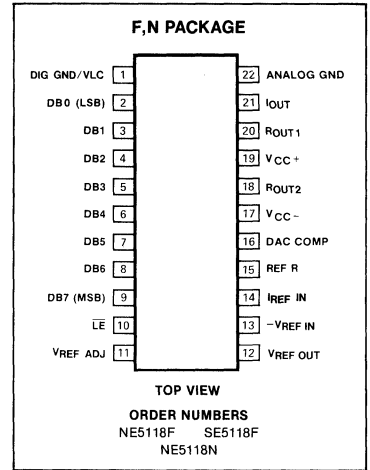 F,N PACKAGE
DIG GND/VLC 1 22 ANALOG GND
DB0 (LSB) 2 21 IOUT
DB1 3 20 ROUT1
DB2 4 19 VCC+
DB3 5 18 ROUT2
DB4 6 17 VCC-
DB5 7 16 DAC COMP
DB6 8 15 REF R
DB7 (MSB) 9 14 IREF IN
LE 10 13 -VREF IN
VREF ADJ 11 12 VREF OUT
TOP VIEW
ORDER NUMBERS
NE5118F SE5118F
NE5118N